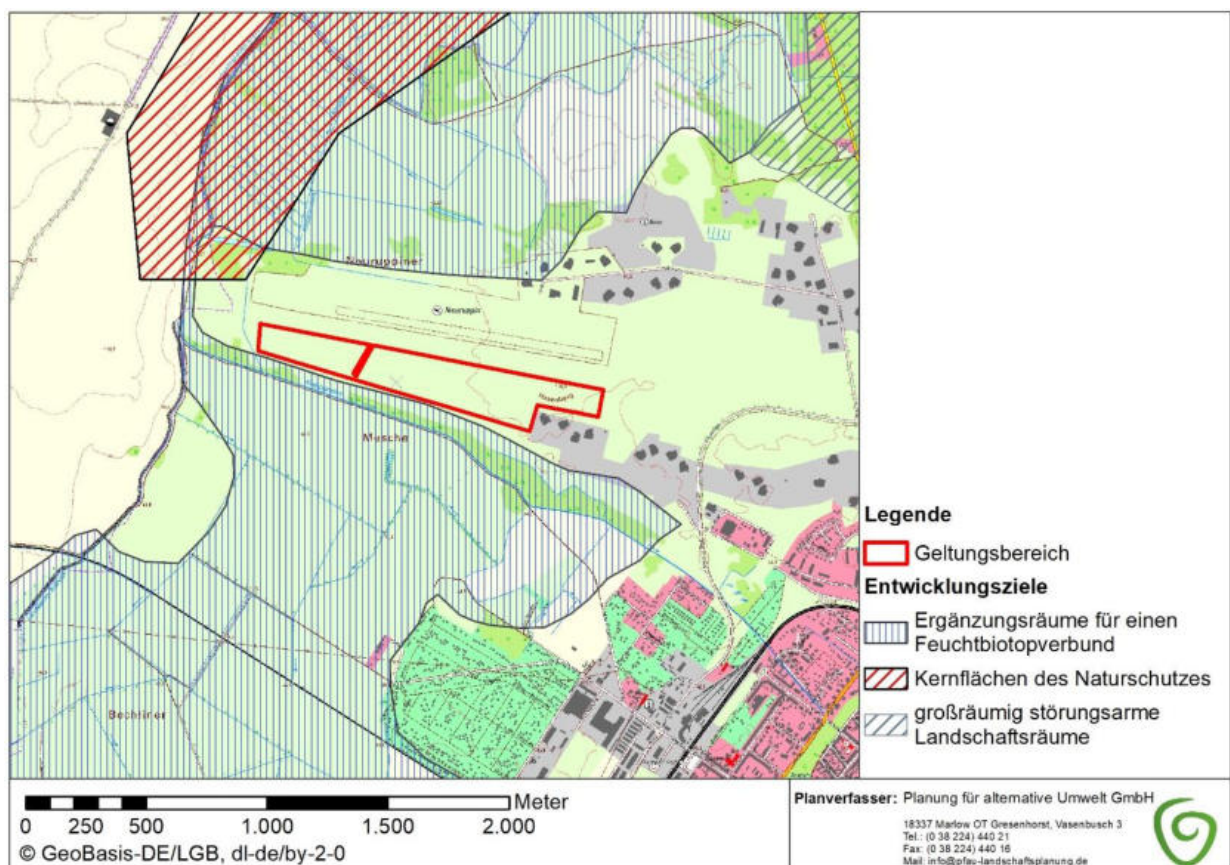 Neuruppiner
Neuruppin
Musche
Bechliner
Legende
Geltungsbereich
Entwicklungsziele
Ergänzungsräume für einen
Feuchtbiotopverbund
Kernflächen des Naturschutzes
großräumig störungsarme
Landschaftsräume
Meter
0 250 500 1.000 1.500 2.000
© GeoBasis-DE/LGB, dl-de/by-2-0
Planverfasser: Planung für alternative Umwelt GmbH
18337 Marlow OT Gresenhorst, Vasenbusch 3
Tel.: (0 38 224) 440 21
Fax: (0 38 224) 440 16
Mail: info@pfau-landschaftsplanung.de